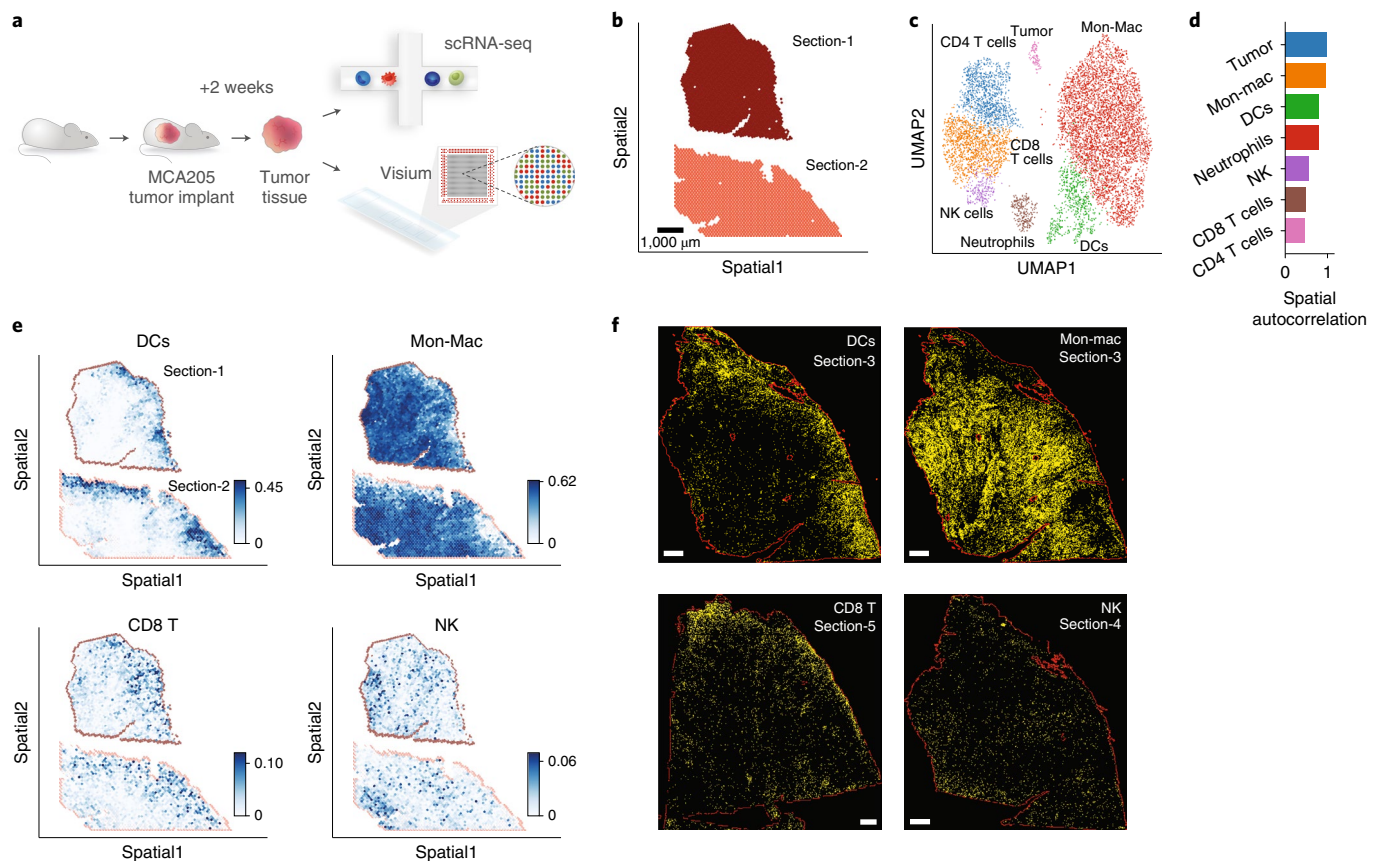 a
scRNA-seq
+2 weeks
MCA205
tumor implant
Tumor
tissue
Visium
b
Section-1
Section-2
1,000 μm
Spatial2
Spatial1
c
Tumor
Mon-Mac
CD4 T cells
CD8
T cells
NK cells
Neutrophils
DCs
UMAP2
UMAP1
d
Tumor
Mon-mac
DCs
Neutrophils
NK
CD8 T cells
CD4 T cells
0 1
Spatial
autocorrelation
e
DCs
Section-1
Section-2
0.45
0
Spatial2
Spatial1
Mon-Mac
0.62
0
Spatial2
Spatial1
CD8 T
0.10
0
Spatial2
Spatial1
NK
0.06
0
Spatial2
Spatial1
f
DCs
Section-3
Mon-mac
Section-3
CD8 T
Section-5
NK
Section-4